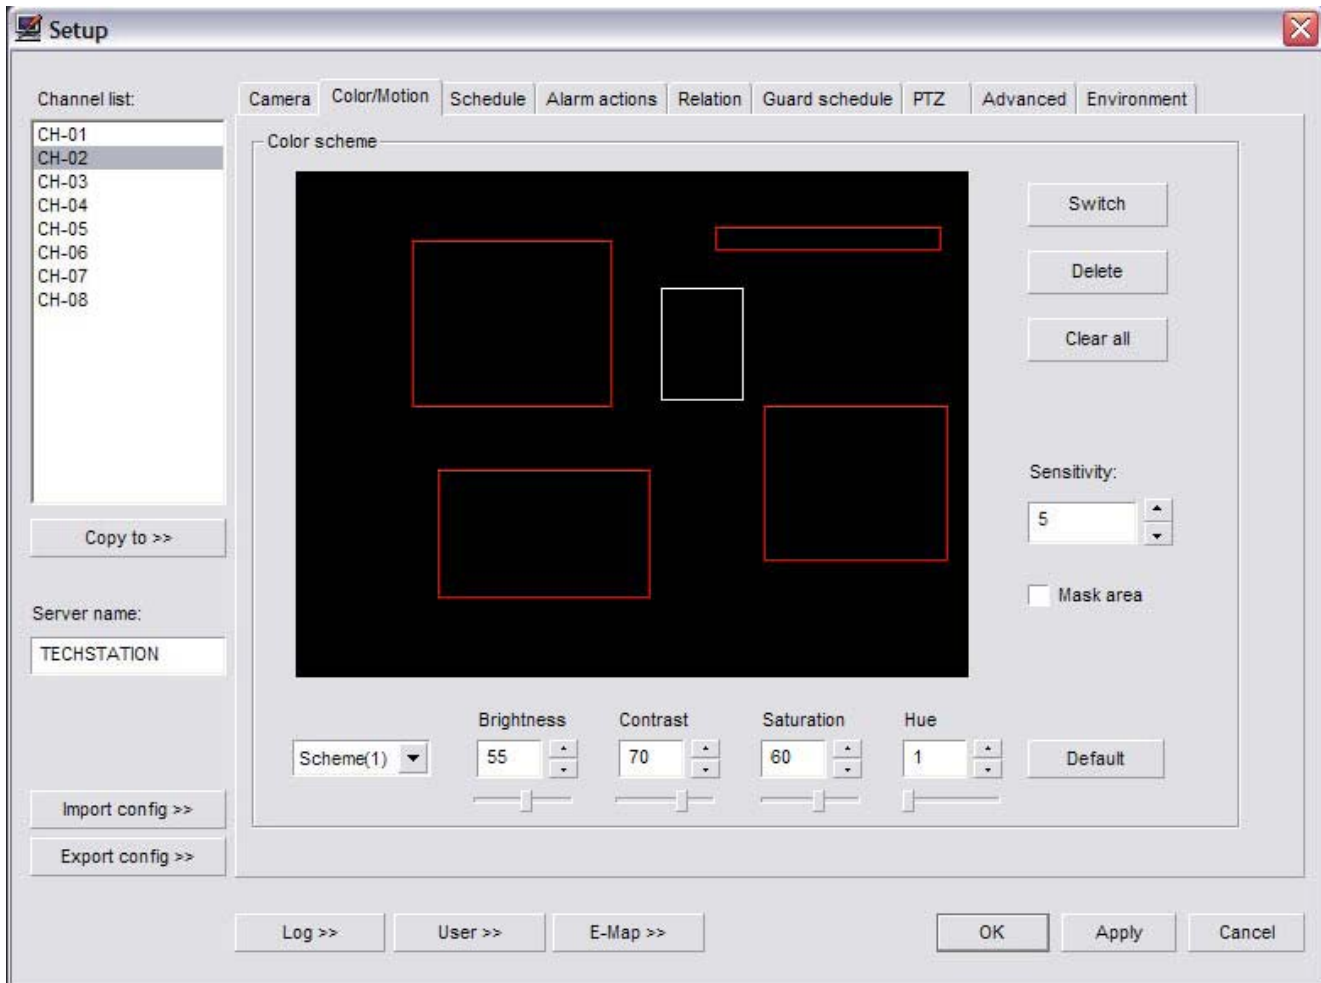 Setup
Channel list:
CH-01
CH-02
CH-03
CH-04
CH-05
CH-06
CH-07
CH-08
Copy to >>
Server name:
TECHSTATION
Import config >>
Export config >>
Camera Color/Motion Schedule Alarm actions Relation Guard schedule PTZ Advanced Environment
Color scheme
Switch
Delete
Clear all
Sensitivity:
5
Mask area
Brightness Contrast Saturation Hue
Scheme(1) 55 70 60 1 Default
Log >> User >> E-Map >> OK Apply Cancel